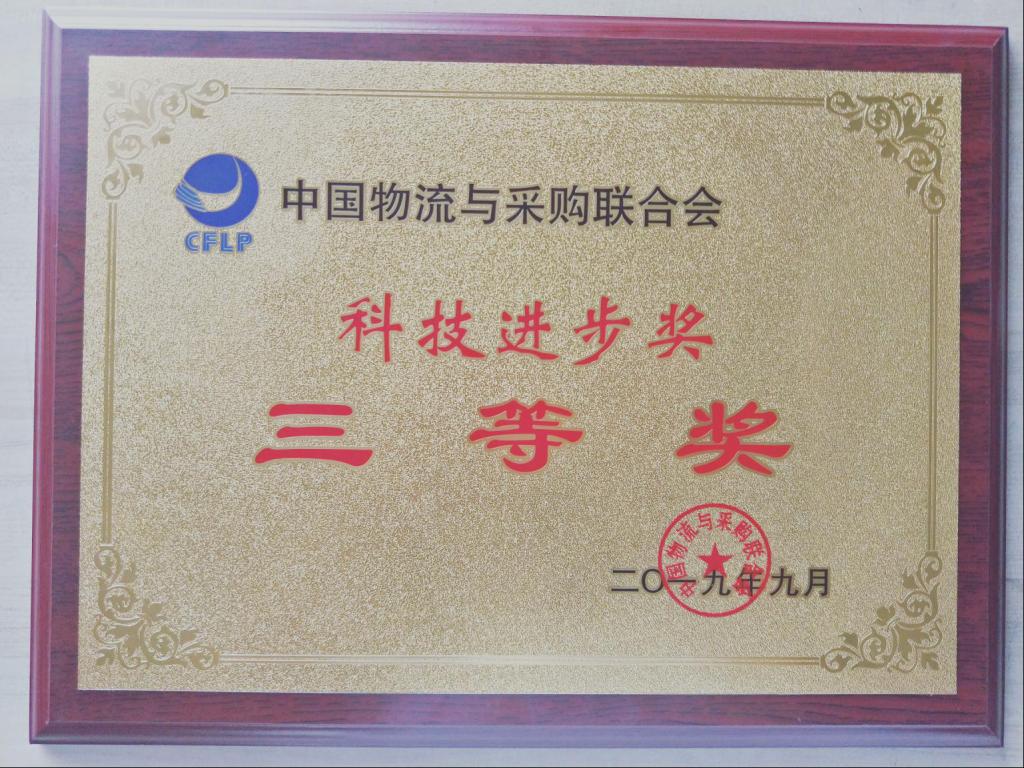 中国物流与采购联合会
CFLP
科技进步奖
三等奖
中国物流与采购联合会
二〇一九年九月